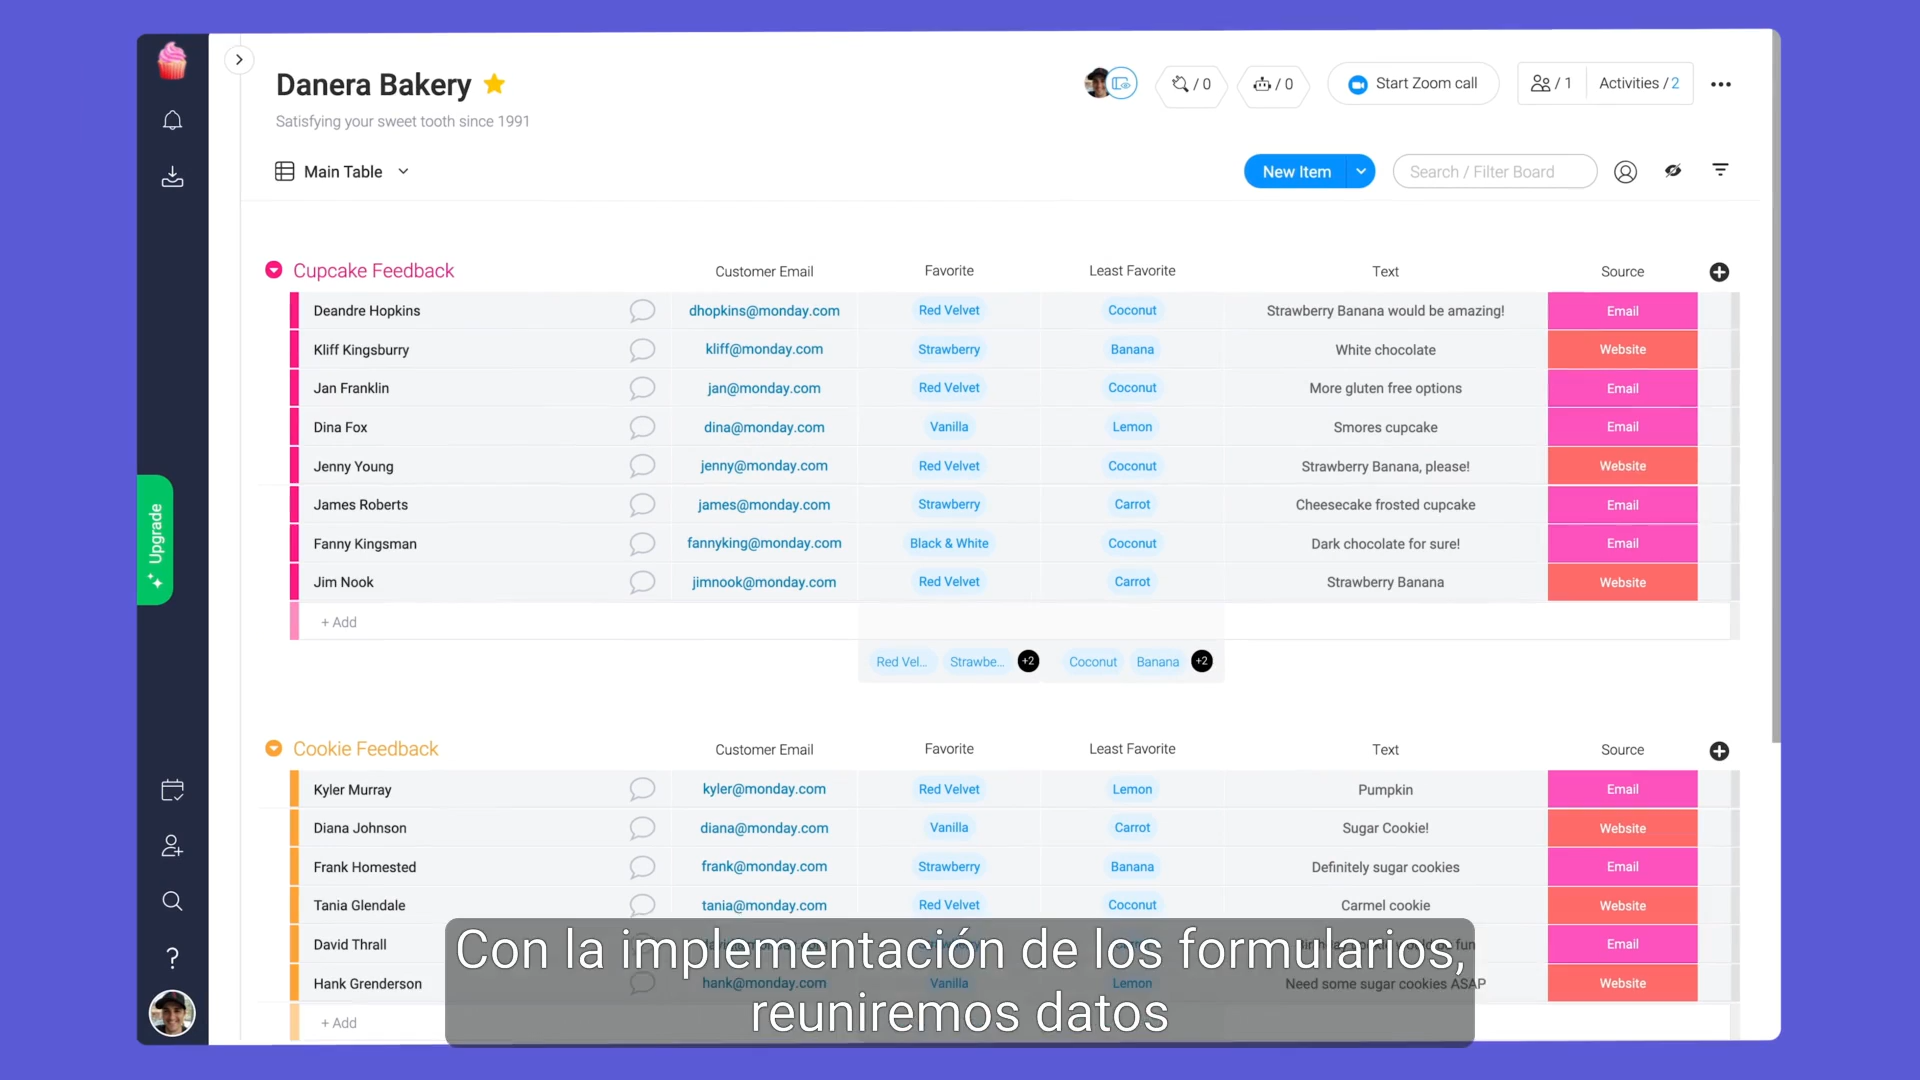 Danera Bakery
Satisfying your sweet tooth since 1991
/ 0
/ 0
Start Zoom call
/ 1
Activities / 2
Main Table
New Item
Search / Filter Board
Upgrade
Cupcake Feedback Customer Email Favorite Least Favorite Text Source
Deandre Hopkins dhopkins@monday.com Red Velvet Coconut Strawberry Banana would be amazing! Email
Kliff Kingsburry kliff@monday.com Strawberry Banana White chocolate Website
Jan Franklin jan@monday.com Red Velvet Coconut More gluten free options Email
Dina Fox dina@monday.com Vanilla Lemon Smores cupcake Email
Jenny Young jenny@monday.com Red Velvet Coconut Strawberry Banana, please! Website
James Roberts james@monday.com Strawberry Carrot Cheesecake frosted cupcake Email
Fanny Kingsman fannyking@monday.com Black & White Coconut Dark chocolate for sure! Email
Jim Nook jimnook@monday.com Red Velvet Carrot Strawberry Banana Website
+ Add
Red Vel... Strawbe... +2 Coconut Banana +2
Cookie Feedback Customer Email Favorite Least Favorite Text Source
Kyler Murray kyler@monday.com Red Velvet Lemon Pumpkin Email
Diana Johnson diana@monday.com Vanilla Carrot Sugar Cookie! Website
Frank Homested frank@monday.com Strawberry Banana Definitely sugar cookies Email
Tania Glendale tania@monday.com Red Velvet Coconut Carmel cookie Website
David Thrall fun Email
Hank Grenderson hank@monday.com Vanilla Lemon Need some sugar cookies ASAP Website
+ Add
Con la implementación de los formularios,
reuniremos datos